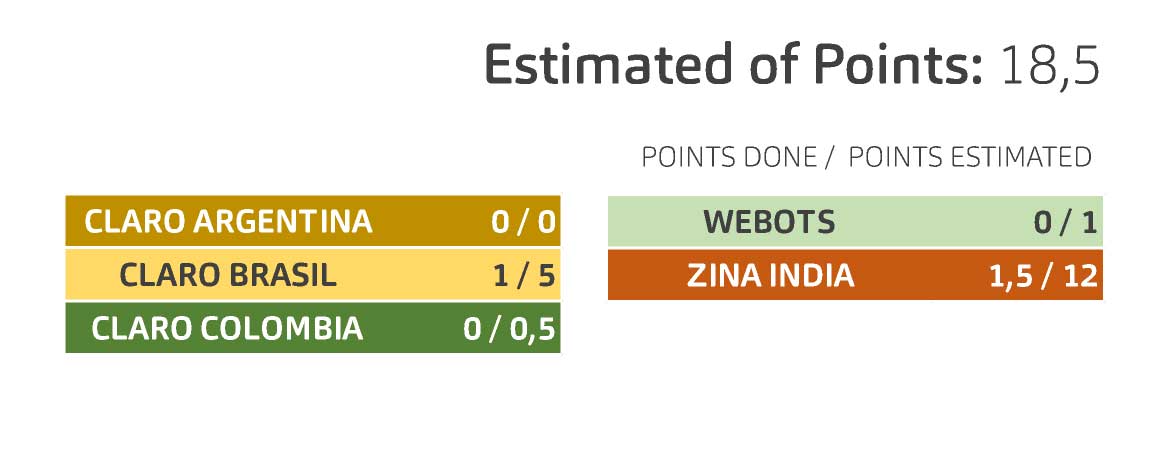 Estimated of Points: 18,5
POINTS DONE / POINTS ESTIMATED
CLARO ARGENTINA 0 / 0
CLARO BRASIL 1 / 5
CLARO COLOMBIA 0 / 0,5
WEBOTS 0 / 1
ZINA INDIA 1,5 / 12